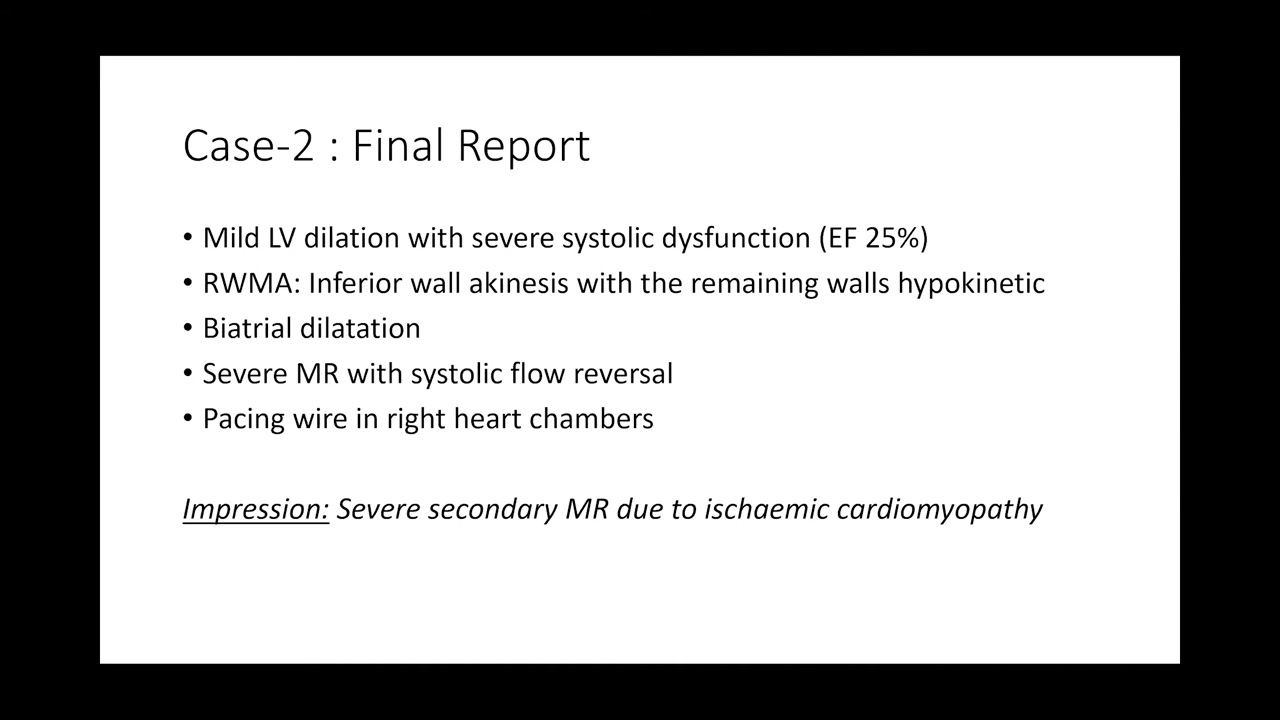 Case-2 : Final Report
• Mild LV dilation with severe systolic dysfunction (EF 25%)
• RWMA: Inferior wall akinesis with the remaining walls hypokinetic
• Biatrial dilatation
• Severe MR with systolic flow reversal
• Pacing wire in right heart chambers
Impression: Severe secondary MR due to ischaemic cardiomyopathy